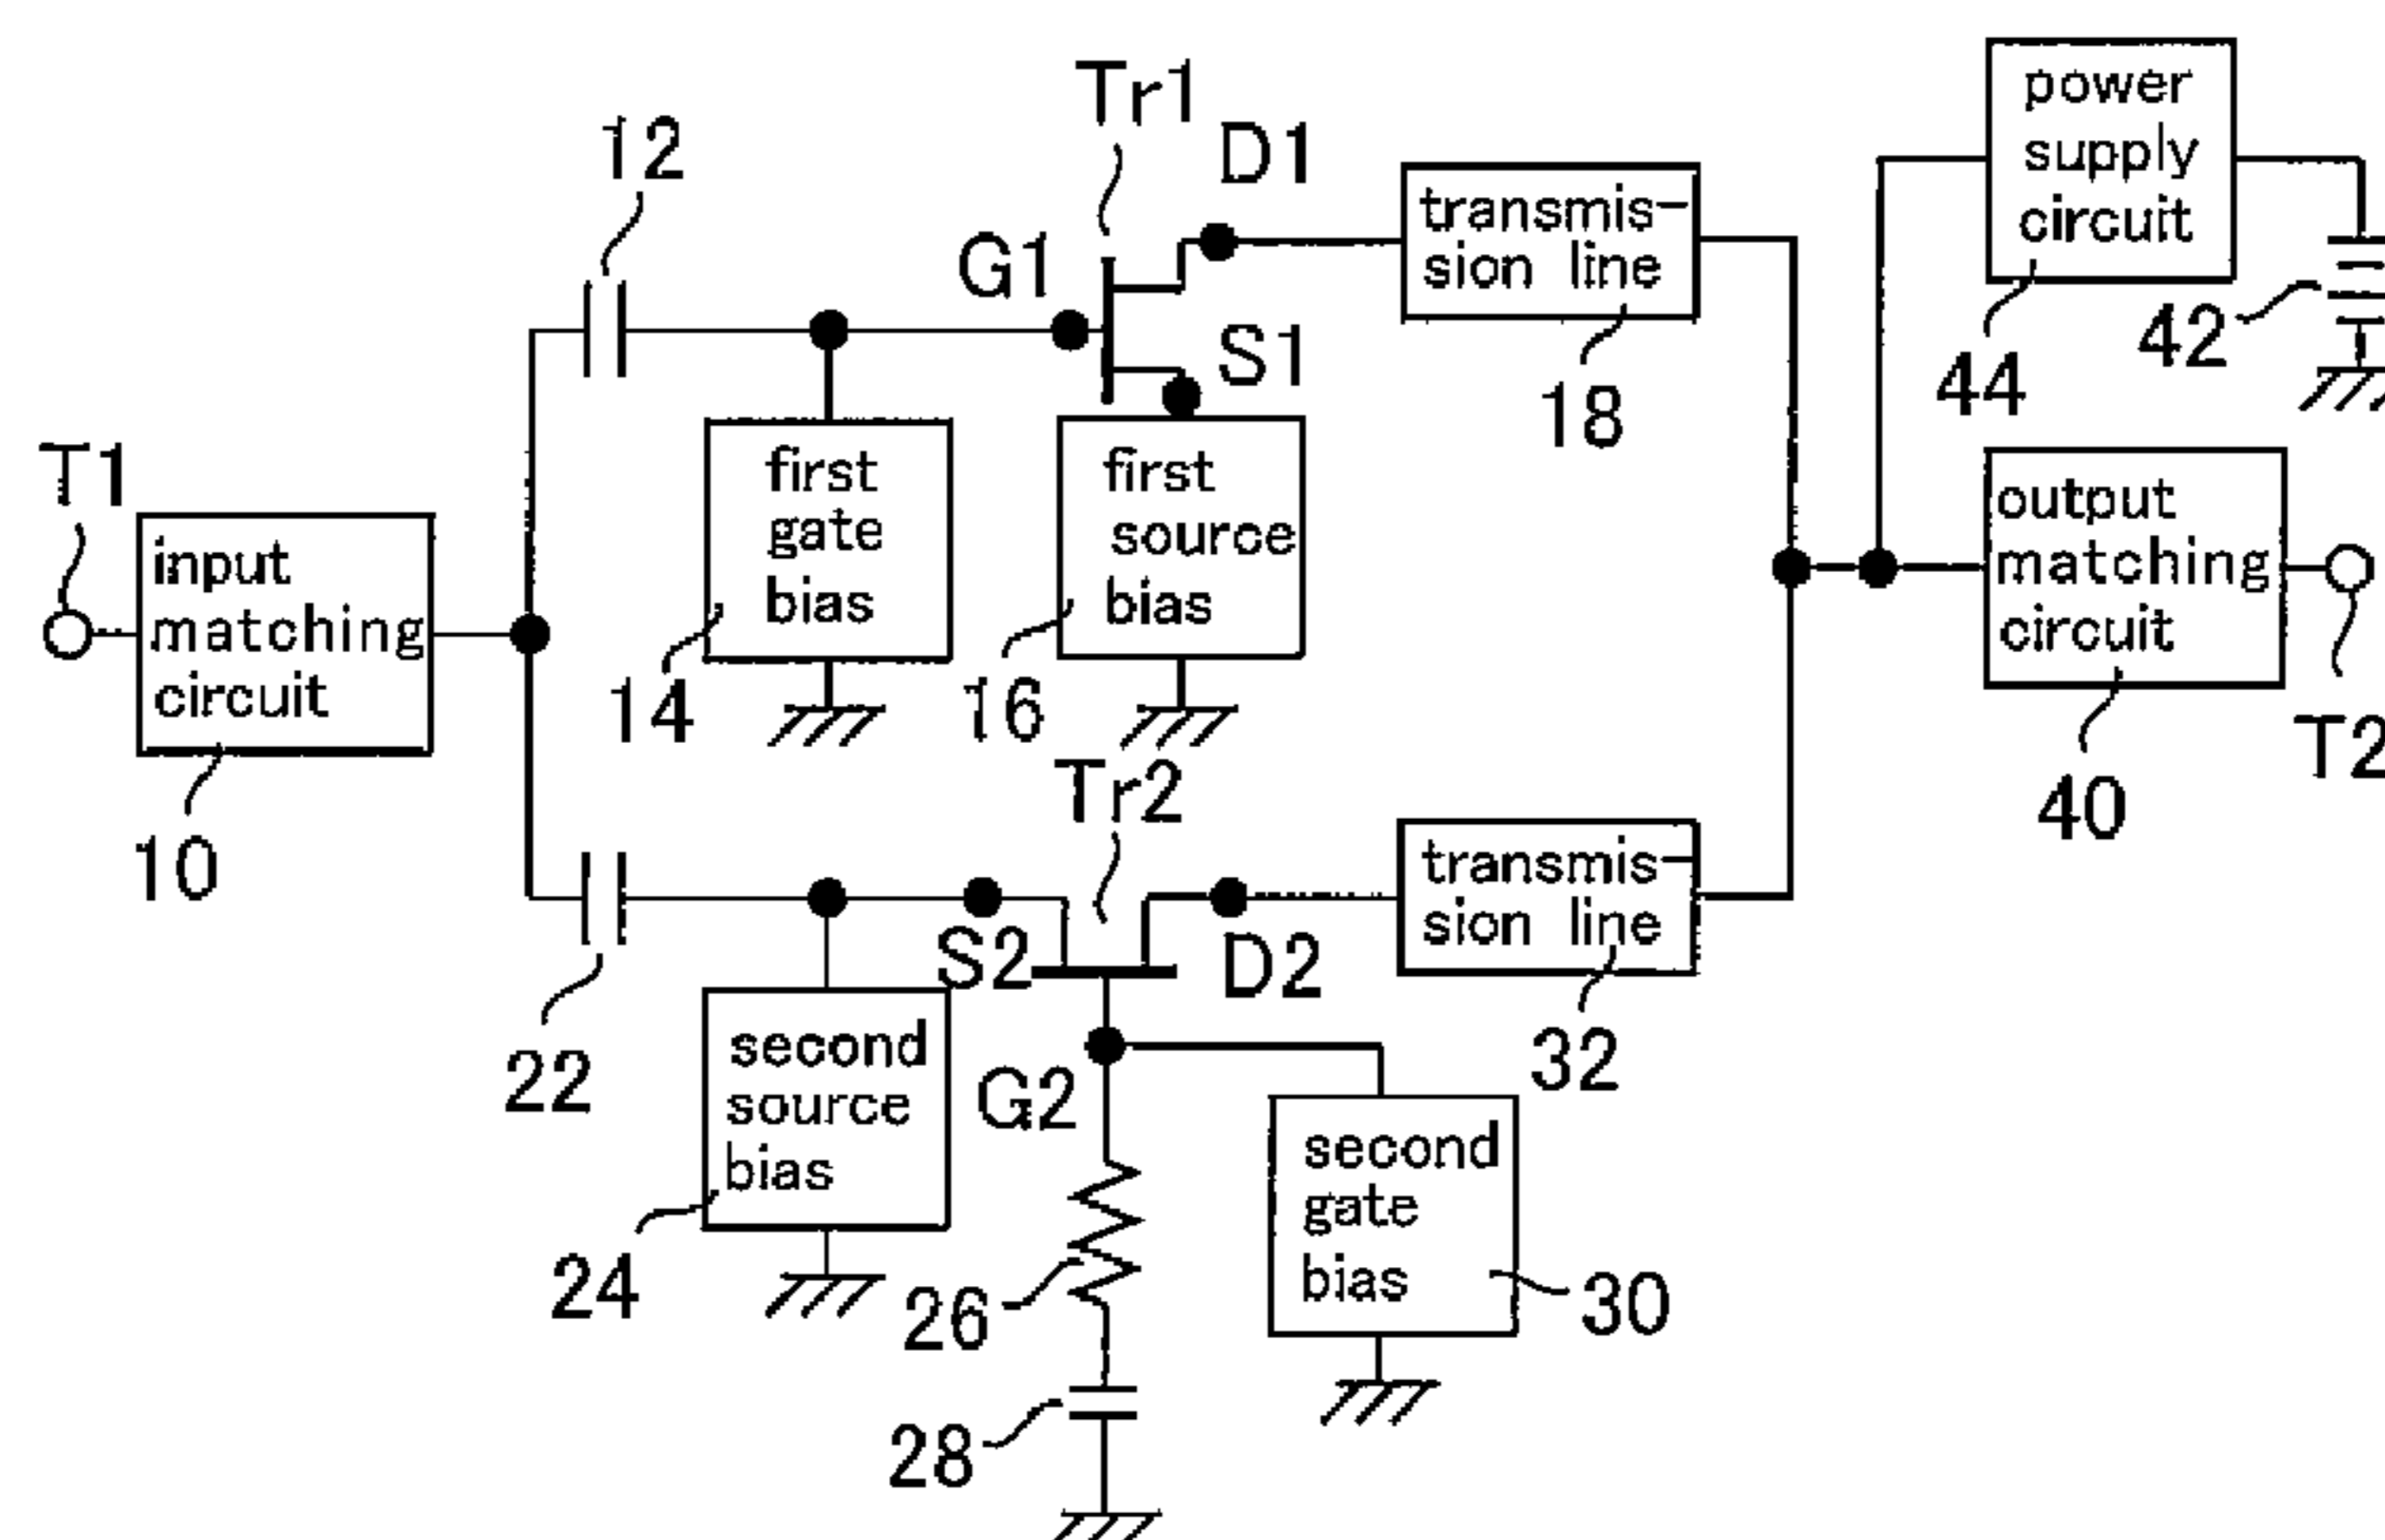 Tr1
D1
12
G1
S1
transmis-
sion line
18
power
supply
circuit
44
42
T1
input
matching
circuit
10
first
gate
bias
14
first
source
bias
16
output
matching
circuit
40
T2
Tr2
22
S2
D2
G2
transmis-
sion line
32
second
source
bias
24
26
28
second
gate
bias
30